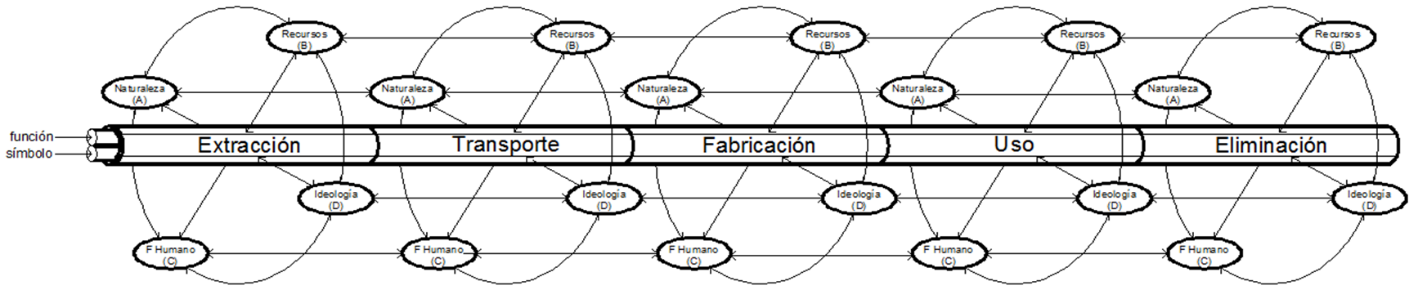 Recursos
(B)
Recursos
(B)
Recursos
(B)
Recursos
(B)
Recursos
(B)
Naturaleza
(A)
Naturaleza
(A)
Naturaleza
(A)
Naturaleza
(A)
Naturaleza
(A)
función
símbolo
Extracción
Transporte
Fabricación
Uso
Eliminación
Ideología
(D)
Ideología
(D)
Ideología
(D)
Ideología
(D)
Ideología
(D)
F Humano
(C)
F Humano
(C)
F Humano
(C)
F Humano
(C)
F Humano
(C)